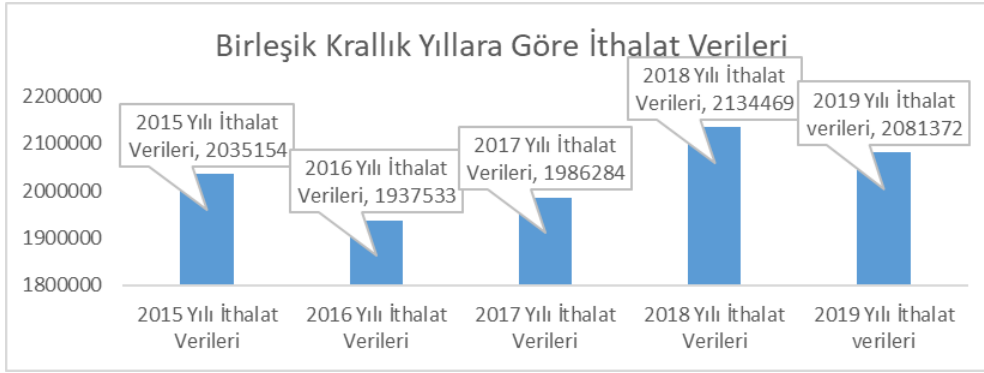 Birleşik Krallık Yıllara Göre İthalat Verileri
2200000
2100000
2000000
1900000
1800000
2015 Yılı İthalat
Verileri, 2035154
2016 Yılı İthalat
Verileri, 1937533
2017 Yılı İthalat
Verileri, 1986284
2018 Yılı İthalat
Verileri, 2134469
2019 Yılı İthalat
verileri, 2081372
2015 Yılı İthalat
Verileri
2016 Yılı İthalat
Verileri
2017 Yılı İthalat
Verileri
2018 Yılı İthalat
Verileri
2019 Yılı İthalat
verileri